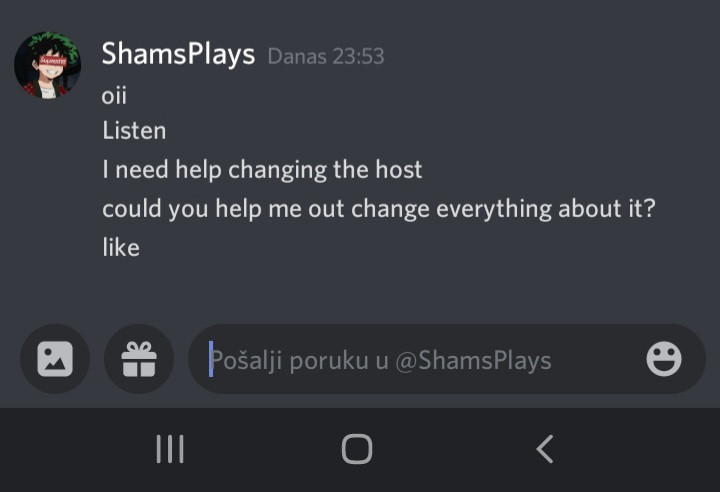 ShamsPlays Danas 23:53
oii
Listen
I need help changing the host
could you help me out change everything about it?
like
Pošalji poruku u @ShamsPlays